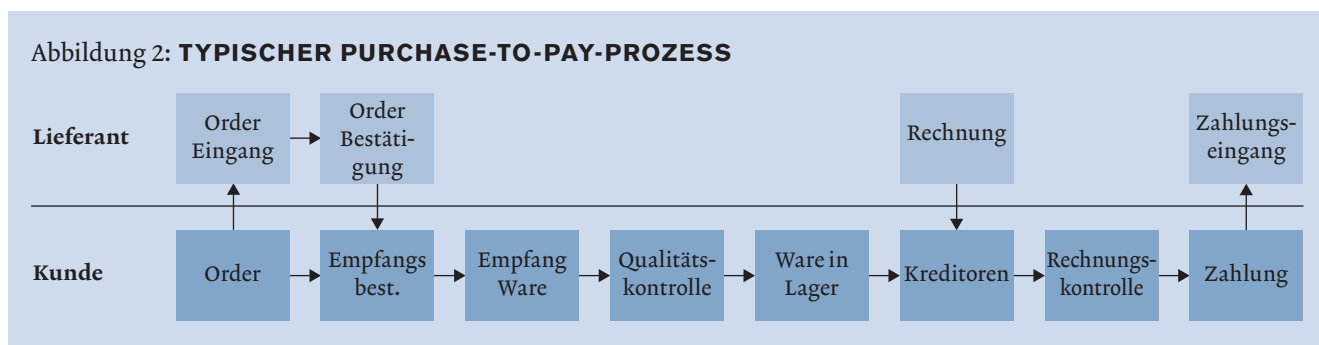 Abbildung 2: TYPISCHER PURCHASE-TO-PAY-PROZESS
Lieferant
Order
Eingang
Order
Bestäti-
gung
Rechnung
Zahlungs-
eingang
Kunde
Order
Empfangs
best.
Empfang
Ware
Qualitäts-
kontrolle
Ware in
Lager
Kreditoren
Rechnungs-
kontrolle
Zahlung